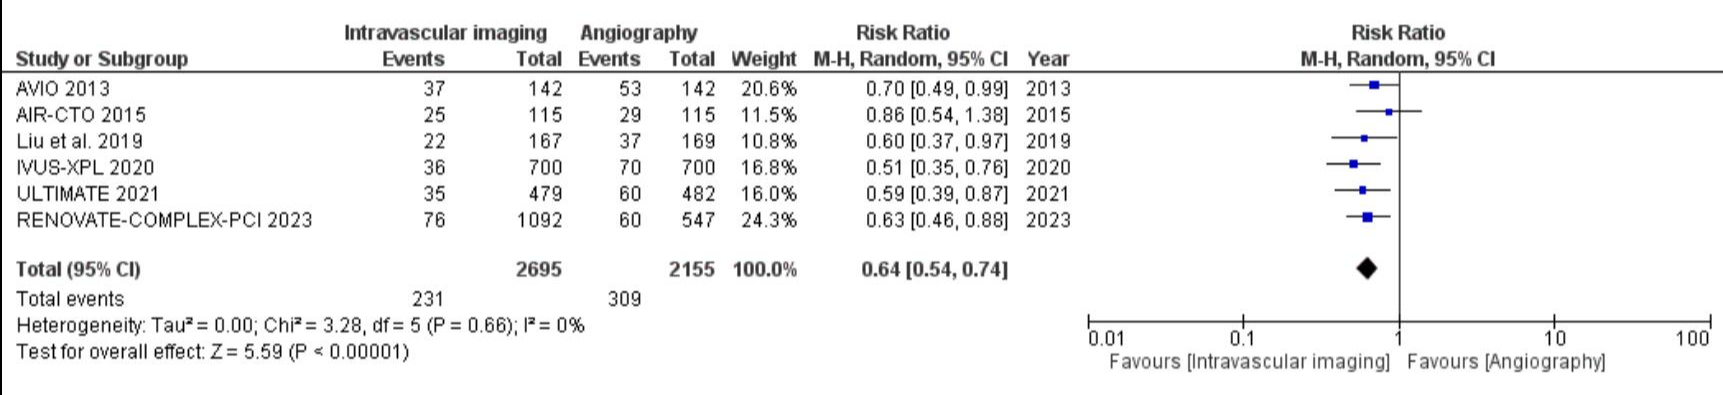 Intravascular imaging Angiography Risk Ratio Risk Ratio
Study or Subgroup Events Total Events Total Weight M-H, Random, 95% CI Year M-H, Random, 95% CI
AVIO 2013 37 142 53 142 20.6% 0.70 [0.49, 0.99] 2013
AIR-CTO 2015 25 115 29 115 11.5% 0.86 [0.54, 1.38] 2015
Liu et al. 2019 22 167 37 169 10.8% 0.60 [0.37, 0.97] 2019
IVUS-XPL 2020 36 700 70 700 16.8% 0.51 [0.35, 0.76] 2020
ULTIMATE 2021 35 479 60 482 16.0% 0.59 [0.39, 0.87] 2021
RENOVATE-COMPLEX-PCI 2023 76 1092 60 547 24.3% 0.63 [0.46, 0.88] 2023
Total (95% CI) 2695 2155 100.0% 0.64 [0.54, 0.74]
Total events 231 309
Heterogeneity: Tau² = 0.00; Chi² = 3.28, df = 5 (P = 0.66); I² = 0%
Test for overall effect: Z = 5.59 (P < 0.00001)
0.01 0.1 1 10 100
Favours [Intravascular imaging] Favours [Angiography]